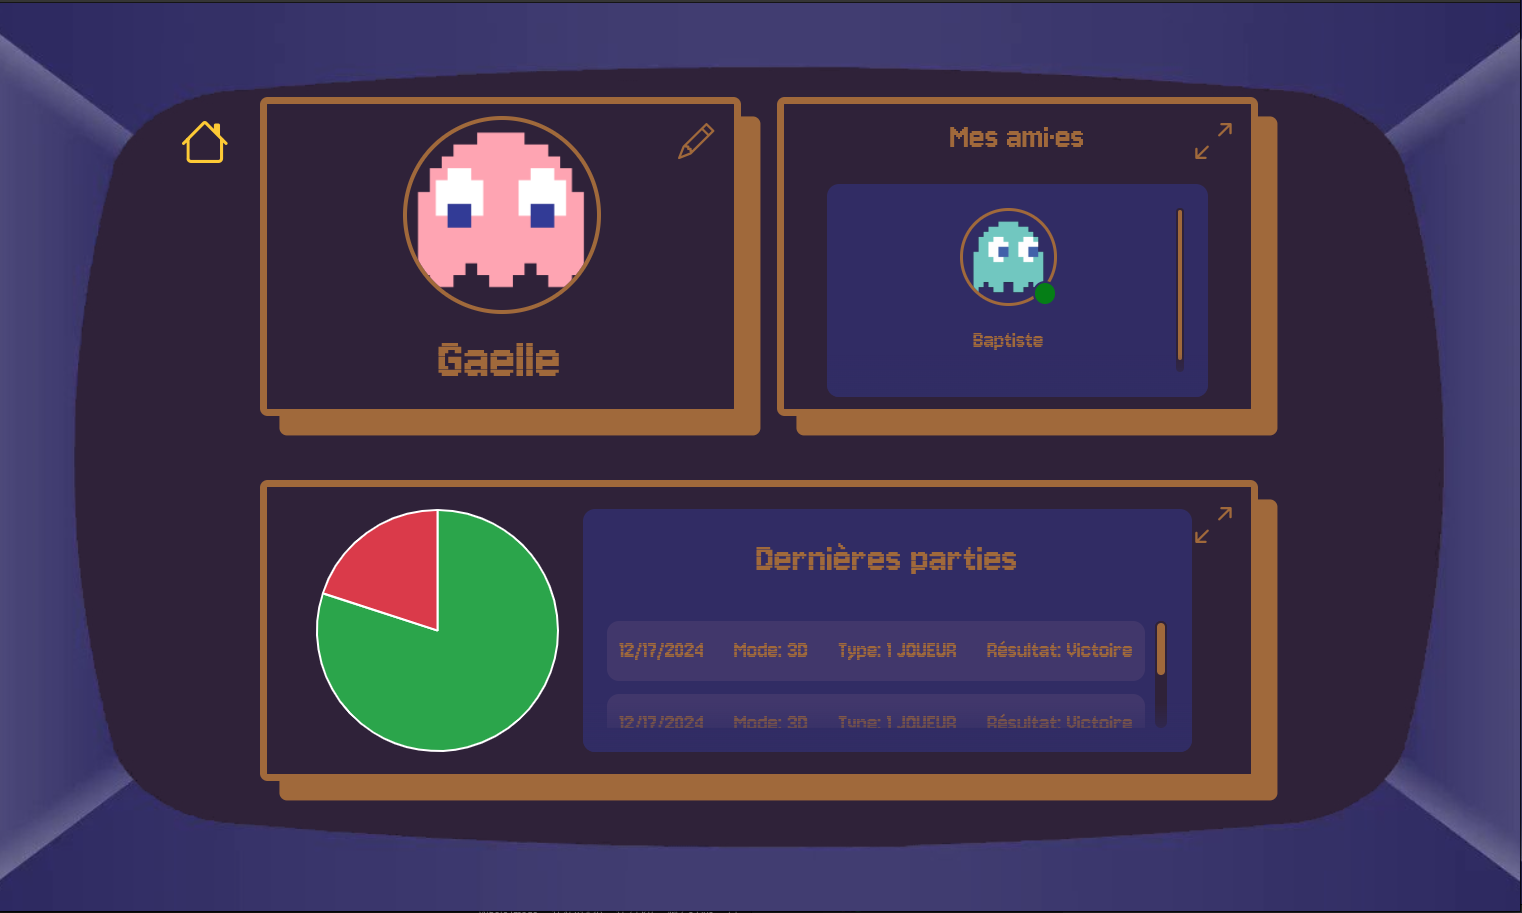 Gaelle
Mes ami·es
Baptiste
Dernières parties
12/17/2024 Mode: 3D Type: 1 JOUEUR Résultat: Victoire
12/17/2024 Mode: 3D Type: 1 JOUEUR Résultat: Victoire